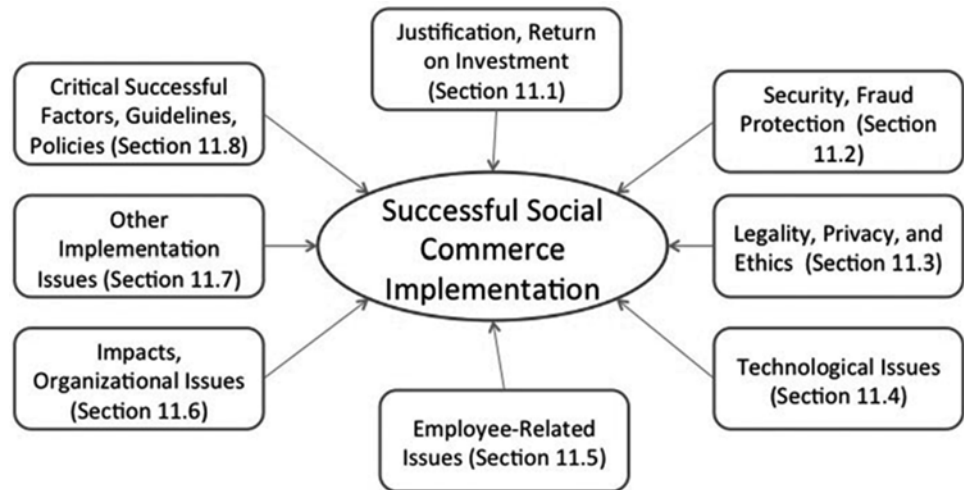 Justification, Return
on Investment
(Section 11.1)
Critical Successful
Factors, Guidelines,
Policies (Section 11.8)
Security, Fraud
Protection (Section
11.2)
Other
Implementation
Issues (Section 11.7)
Successful Social
Commerce
Implementation
Legality, Privacy, and
Ethics (Section 11.3)
Impacts,
Organizational Issues
(Section 11.6)
Technological Issues
(Section 11.4)
Employee-Related
Issues (Section 11.5)